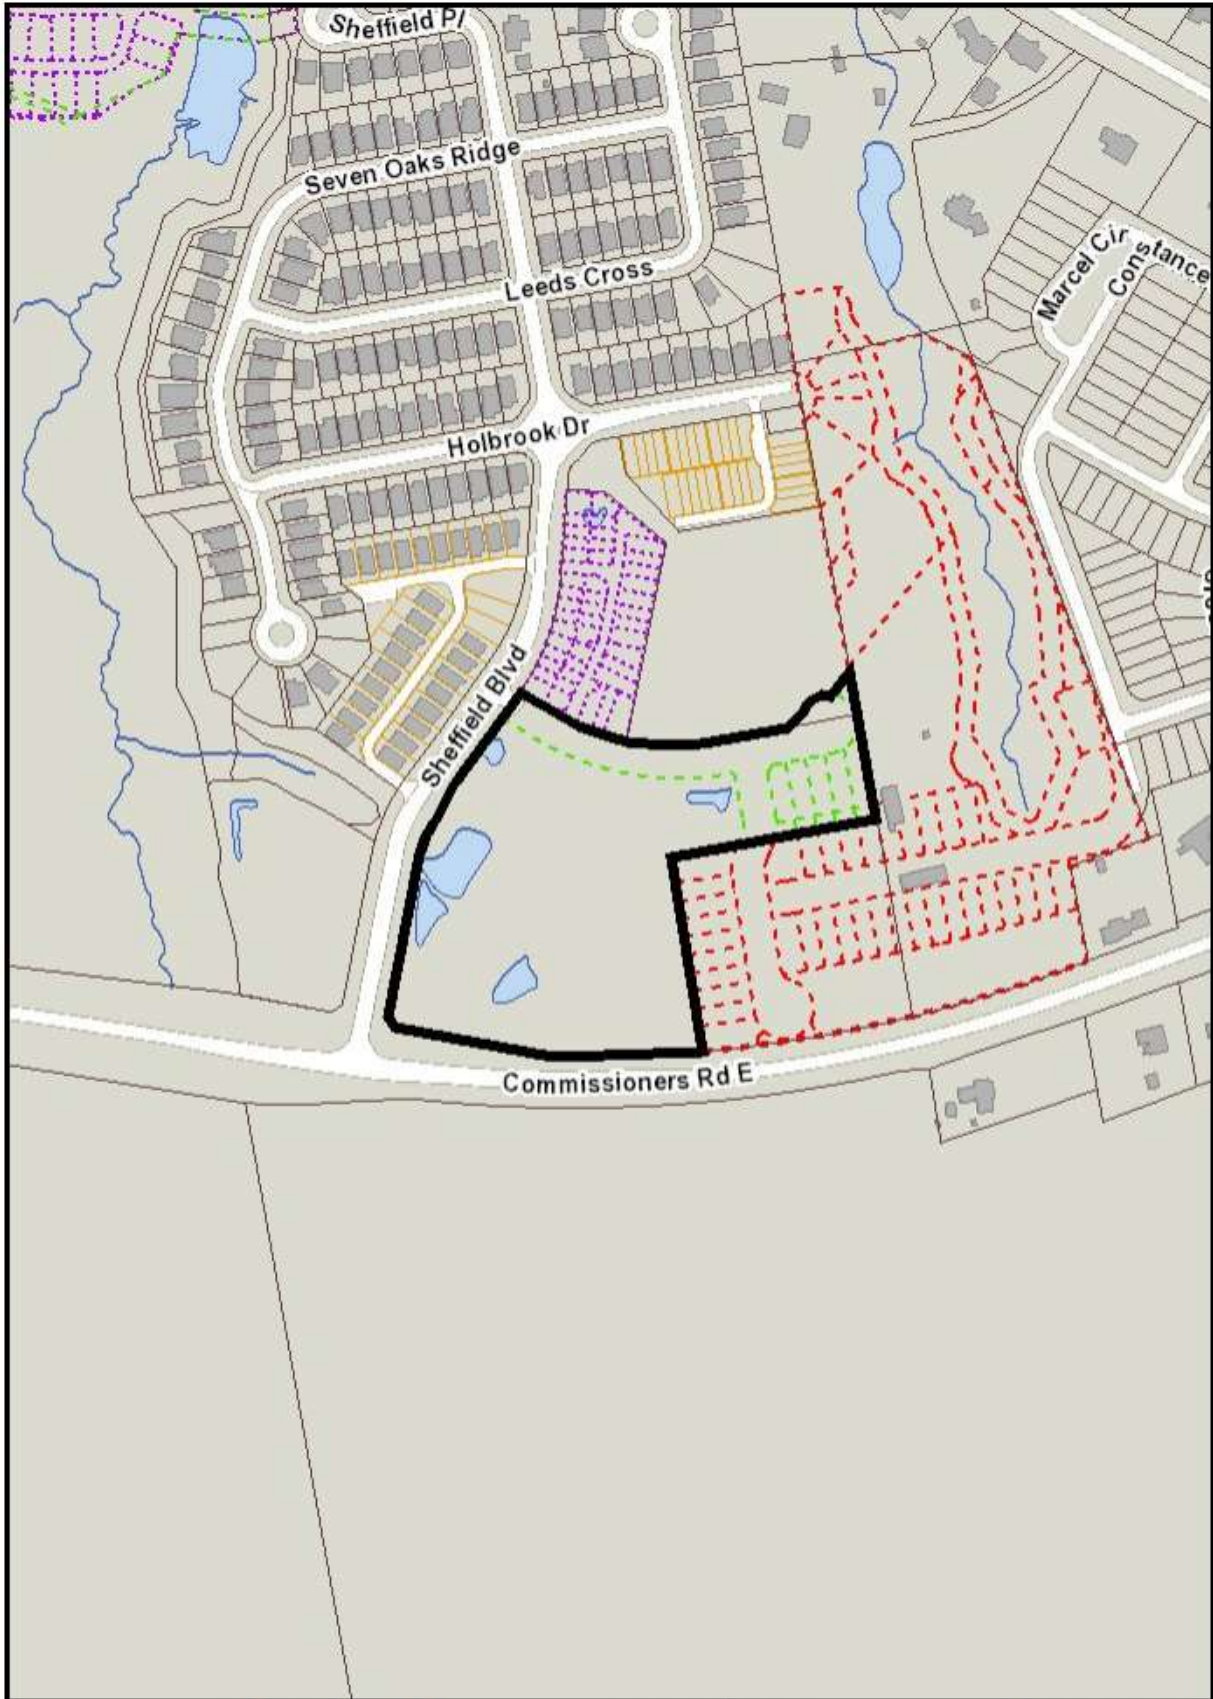 Sheffield Pl
Seven Oaks Ridge
Leeds Cross
Marcel Cir
Constance
Holbrook Dr
Sheffield Blvd
Commissioners Rd E